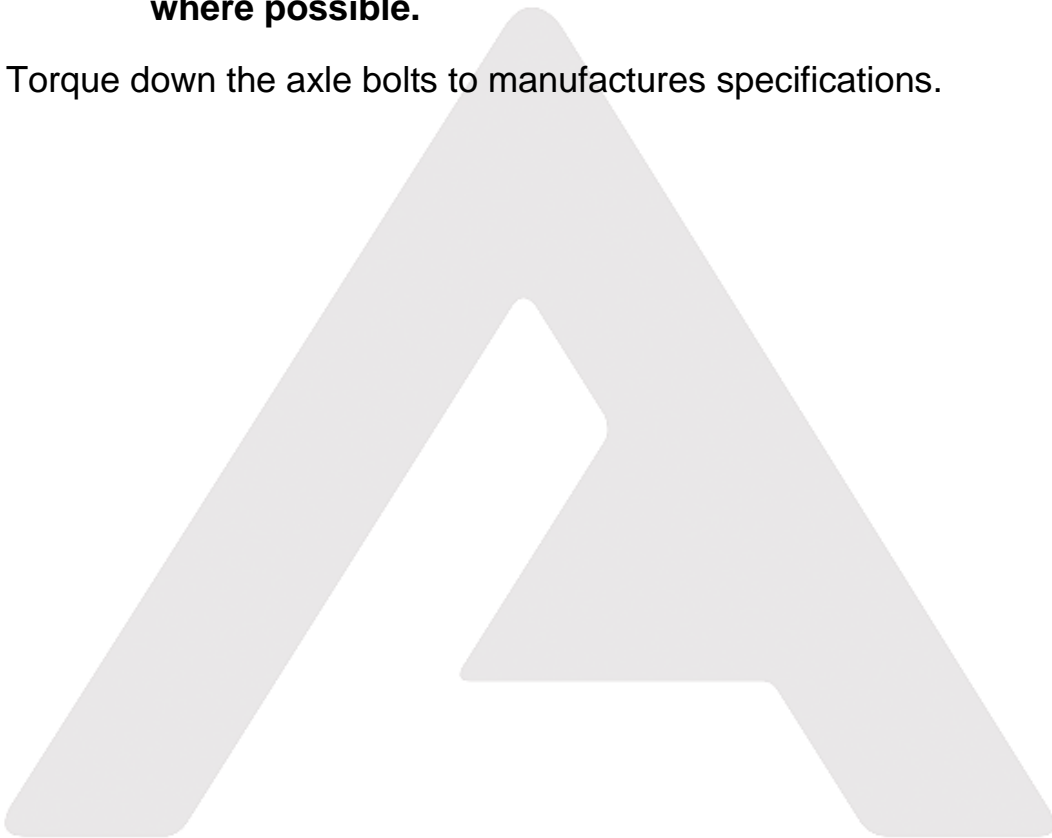 where possible.
Torque down the axle bolts to manufactures specifications.